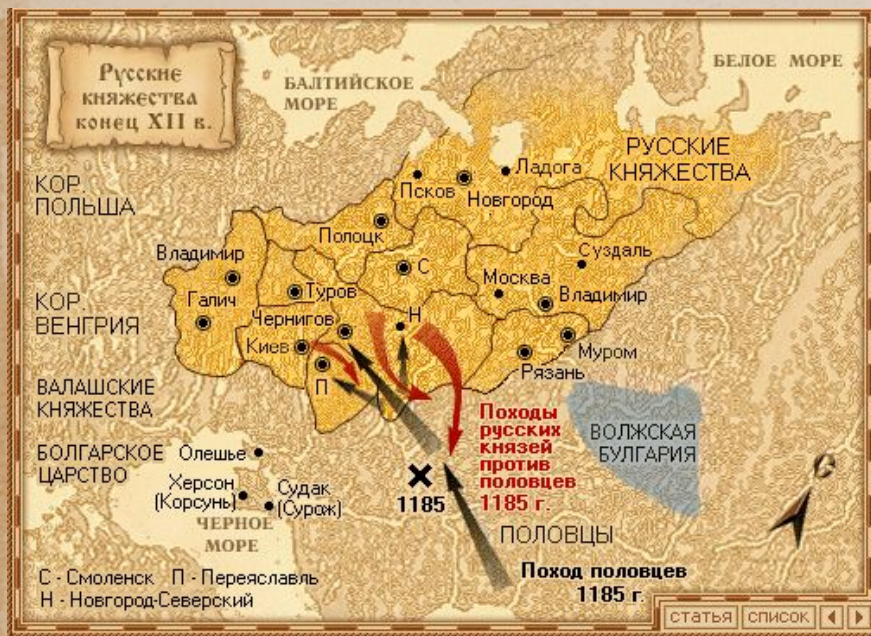 Русские
княжества
конец XII в.
БАЛТИЙСКОЕ
МОРЕ
БЕЛОЕ МОРЕ
РУССКИЕ
КНЯЖЕСТВА
КОР.
ПОЛЬША
Псков
Ладога
Новгород
Полоцк
Владимир
С
Суздаль
Москва
Галич
Туров
Владимир
КОР.
ВЕНГРИЯ
Чернигов
Н
Киев
Муром
П
Рязань
ВАЛАШСКИЕ
КНЯЖЕСТВА
Походы
русских
князей
против
половцев
1185 г.
ВОЛЖСКАЯ
БУЛГАРИЯ
БОЛГАРСКОЕ
ЦАРСТВО
Олешье
Херсон
(Корсунь)
Судак
(Сурож)
1185
С
ЧЕРНОЕ
МОРЕ
ПОЛОВЦЫ
Поход половцев
1185 г.
С - Смоленск П - Переяславль
Н - Новгород-Северский
статья список